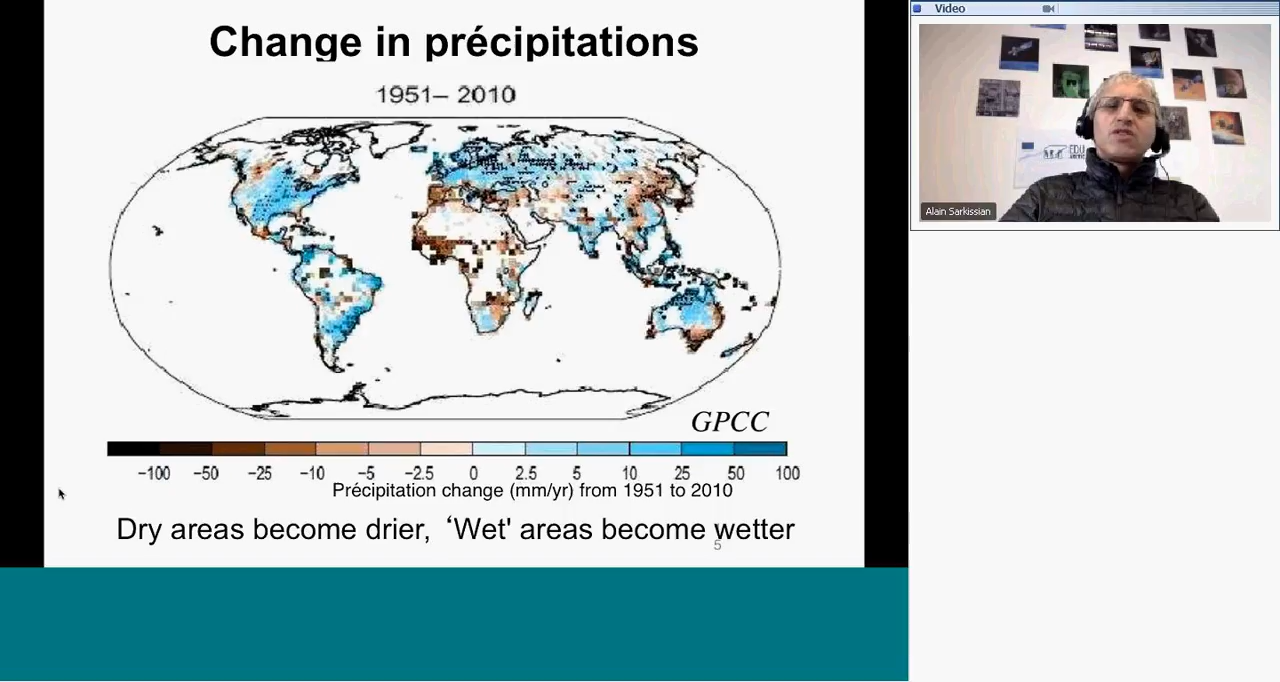 Change in précipitations
1951– 2010
GPCC
−100 −50 −25 −10 −5 −2.5 0 2.5 5 10 25 50 100
Précipitation change (mm/yr) from 1951 to 2010
Dry areas become drier, ‘Wet' areas become wetter
5
Video
EDU
Alain Sarkissian